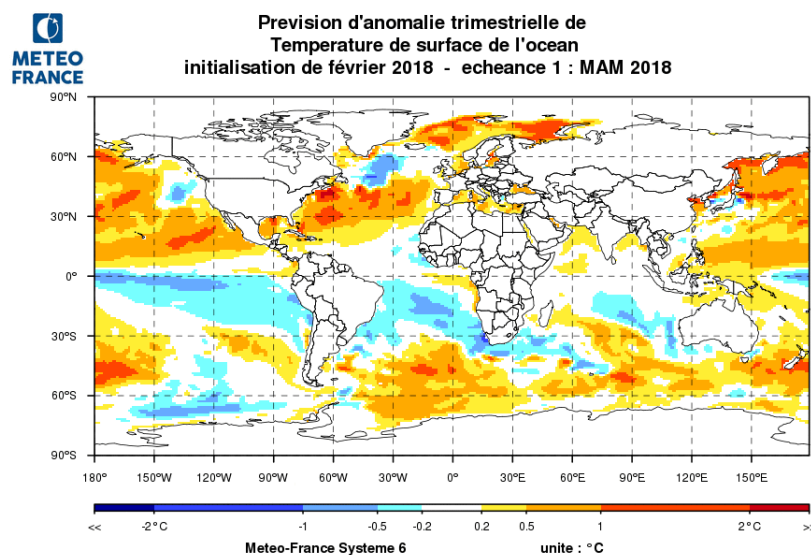 METEO
FRANCE
Prevision d'anomalie trimestrielle de
Temperature de surface de l'ocean
initialisation de février 2018 - echeance 1 : MAM 2018
90°N
60°N
30°N
0°
30°S
60°S
90°S
180° 150°W 120°W 90°W 60°W 30°W 0° 30°E 60°E 90°E 120°E 150°E
<< -2°C -1 -0.5 -0.2 0.2 0.5 1 2°C >>
Meteo-France Systeme 6 unite : °C